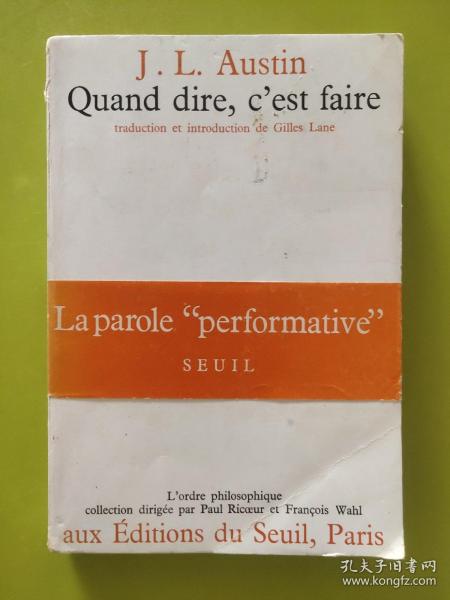 J. L. Austin
Quand dire, c'est faire
traduction et introduction de Gilles Lane
La parole “performative”
SEUIL
L'ordre philosophique
collection dirigée par Paul Ricœur et François Wahl
aux Éditions du Seuil, Paris
孔夫子旧书网
www.kongfz.com